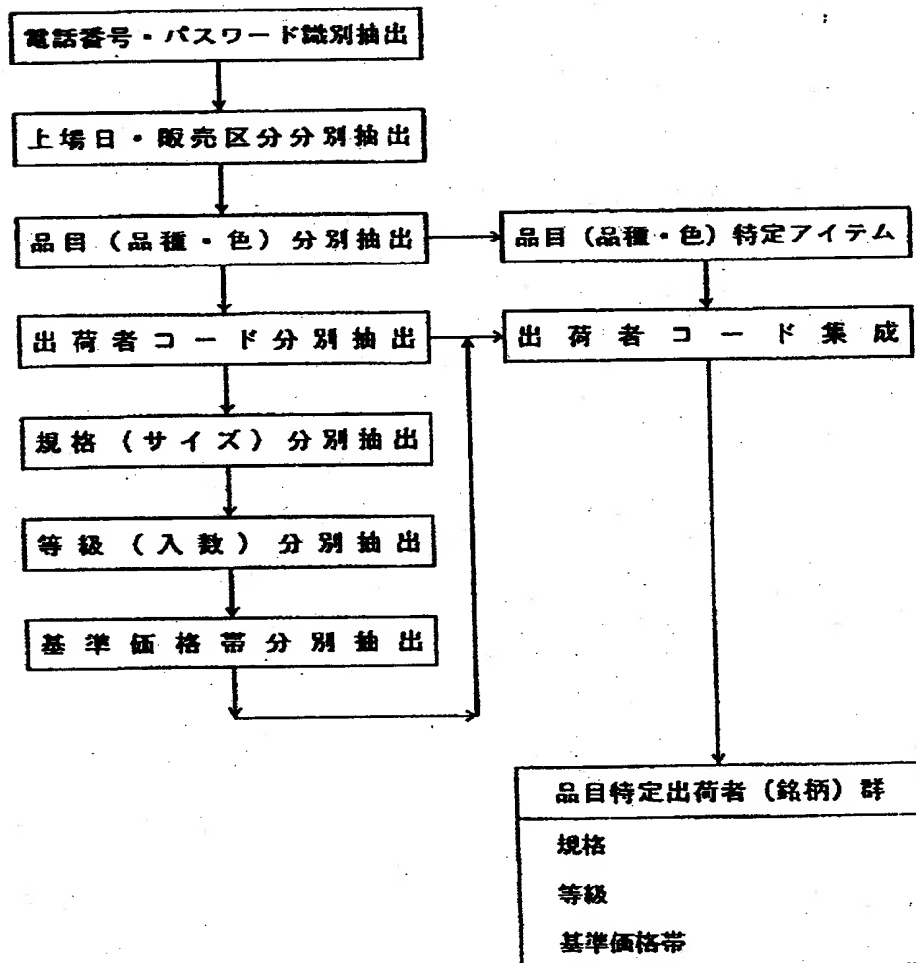 電話番号・パスワード識別抽出
上場日・販売区分分別抽出
品目（品種・色）分別抽出
品目（品種・色）特定アイテム
出荷者コード分別抽出
出荷者コード集成
規格（サイズ）分別抽出
等級（入数）分別抽出
基準価格帯分別抽出
品目特定出荷者（銘柄）群
規格
等級
基準価格帯